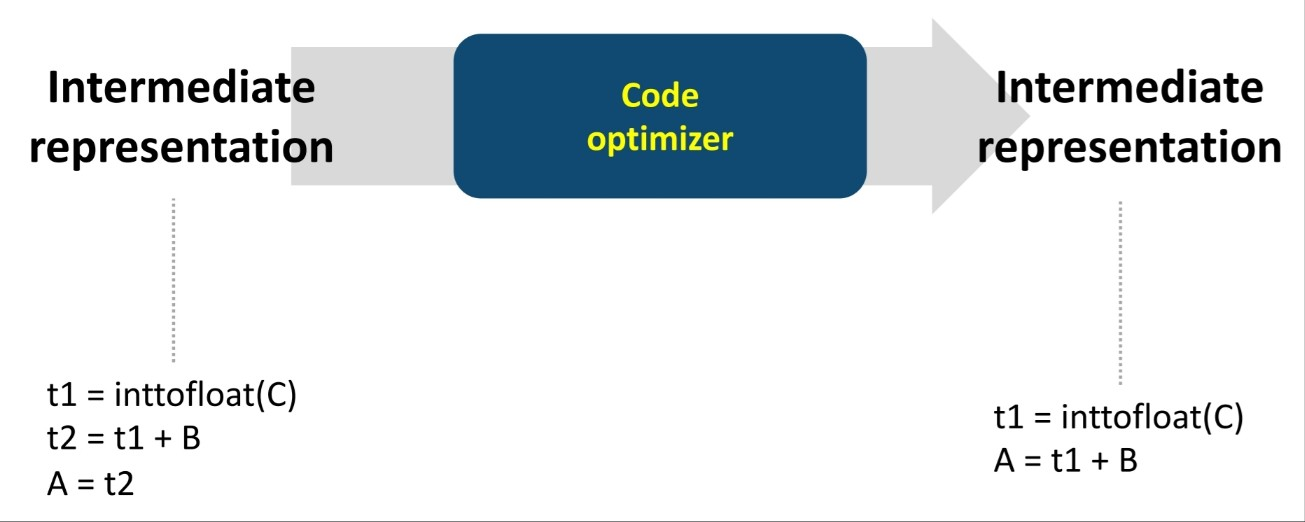 Intermediate
representation
Code
optimizer
Intermediate
representation
t1 = inttofloat(C)
t2 = t1 + B
A = t2
t1 = inttofloat(C)
A = t1 + B